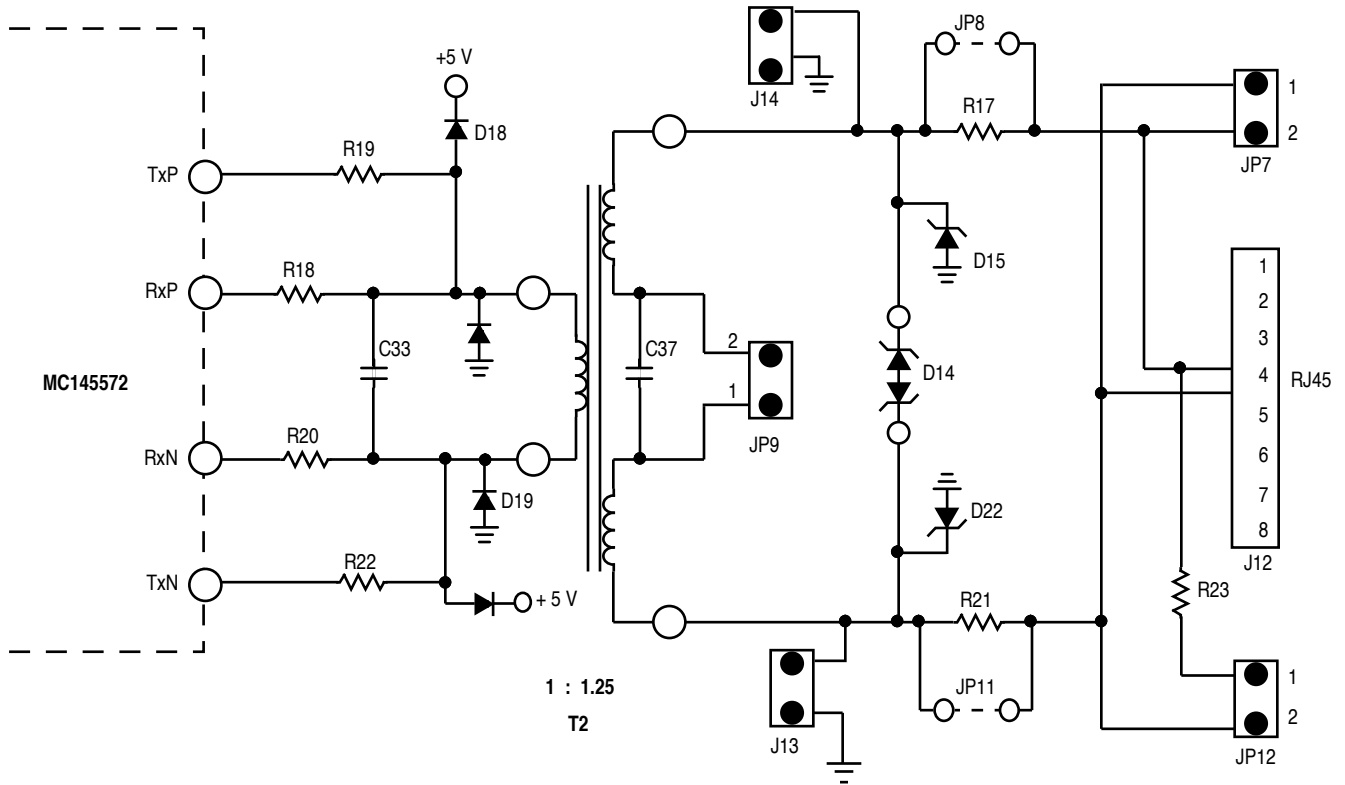 JP8
+5 V
J14
R17
1
2
JP7
D18
R19
TxP
D15
R18
RxP
1
2
3
4
5
6
7
8
RJ45
J12
C33
C37
2
1
JP9
D14
MC145572
R20
RxN
D19
D22
R22
TxN
+ 5 V
R21
R23
1 : 1.25
T2
JP11
J13
1
2
JP12